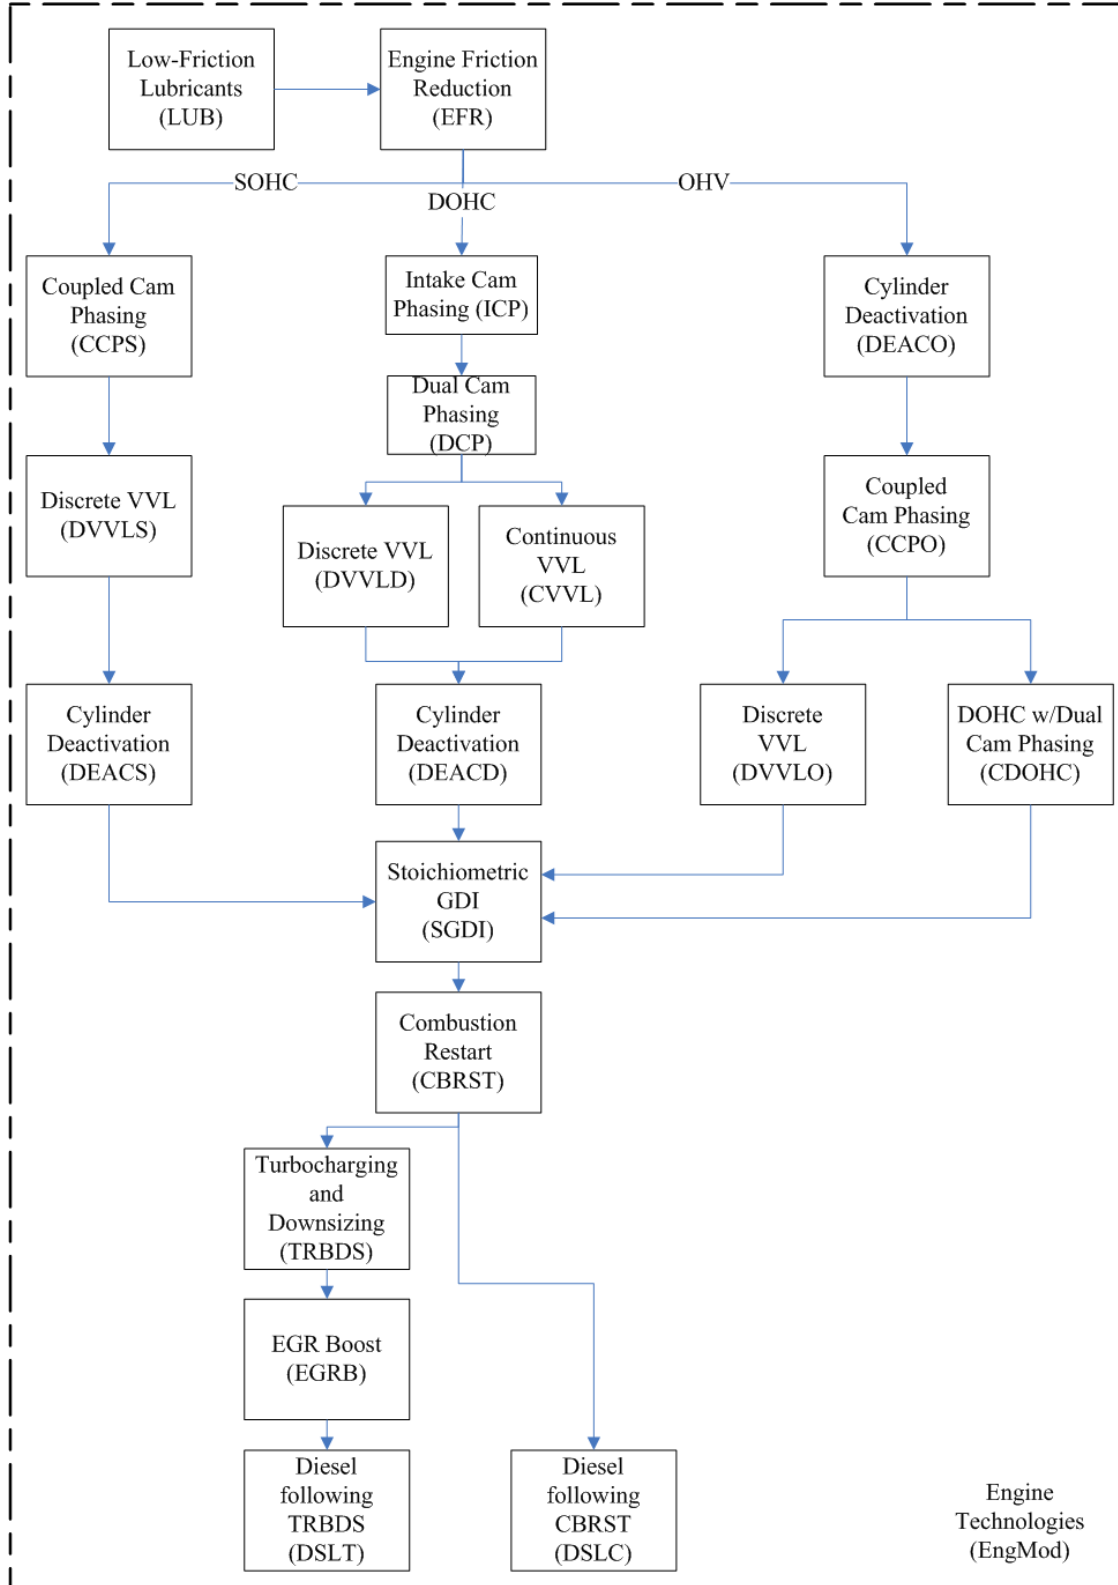 Low-Friction
Lubricants
(LUB)
Engine Friction
Reduction
(EFR)
SOHC
DOHC
OHV
Coupled Cam
Phasing
(CCPS)
Intake Cam
Phasing (ICP)
Cylinder
Deactivation
(DEACO)
Dual Cam
Phasing
(DCP)
Discrete VVL
(DVVLS)
Discrete VVL
(DVVLD)
Continuous
VVL
(CVVL)
Coupled
Cam Phasing
(CCPO)
Cylinder
Deactivation
(DEACS)
Cylinder
Deactivation
(DEACD)
Discrete
VVL
(DVVLO)
DOHC w/Dual
Cam Phasing
(CDOHC)
Stoichiometric
GDI
(SGDI)
Combustion
Restart
(CBRST)
Turbocharging
and
Downsizing
(TRBDS)
EGR Boost
(EGRB)
Diesel
following
TRBDS
(DSLT)
Diesel
following
CBRST
(DSLC)
Engine
Technologies
(EngMod)